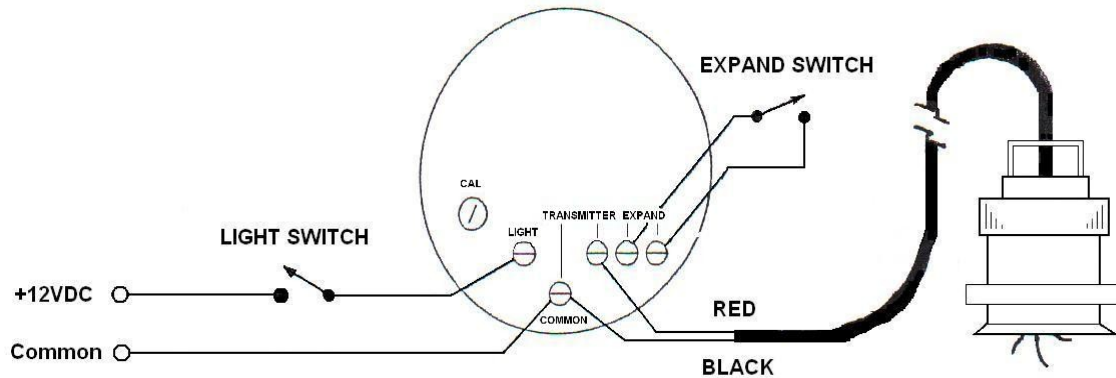 EXPAND SWITCH
CAL
TRANSMITTER EXPAND
LIGHT
LIGHT SWITCH
+12VDC
COMMON
RED
Common
BLACK